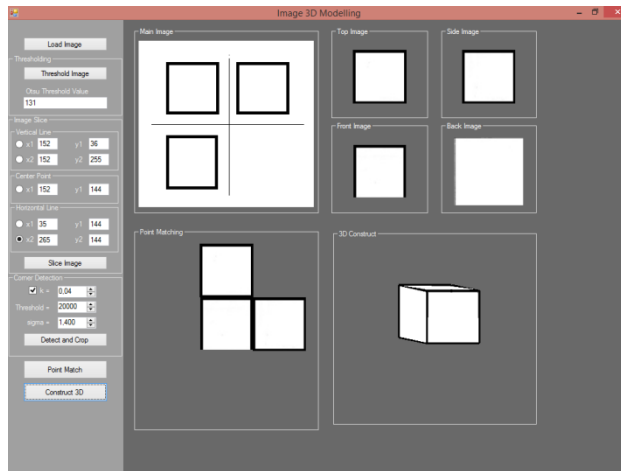 Image 3D Modelling
Load Image
Thresholding
Threshold Image
Otsu Threshold Value
131
Image Slice
Vertical Line
x1 152 y1 36
x2 152 y2 255
Center Point
x1 152 y1 144
Horizontal Line
x1 35 y1 144
x2 265 y2 144
Slice Image
Corner Detection
k = 0,04
Threshold = 20000
sigma = 1,400
Detect and Crop
Point Match
Construct 3D
Main Image
Top Image
Side Image
Front Image
Back Image
Point Matching
3D Construct